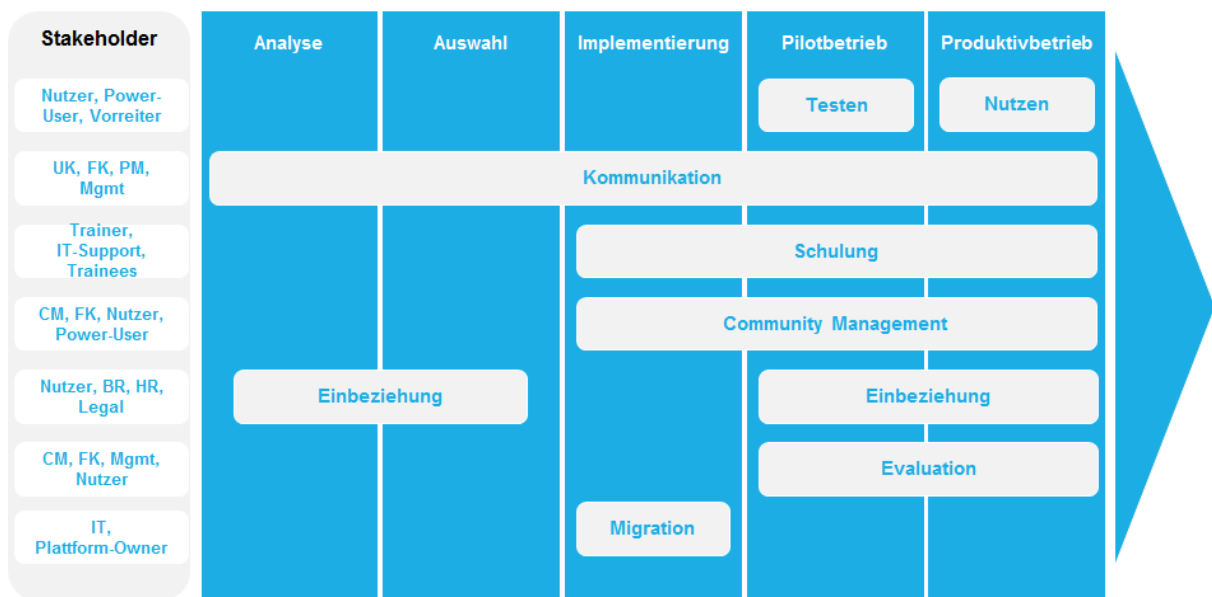 Stakeholder
Analyse
Auswahl
Implementierung
Pilotbetrieb
Produktivbetrieb
Nutzer, Power-
User, Vorreiter
Testen
Nutzen
UK, FK, PM,
Mgmt
Kommunikation
Trainer,
IT-Support,
Trainees
Schulung
CM, FK, Nutzer,
Power-User
Community Management
Nutzer, BR, HR,
Legal
Einbeziehung
Einbeziehung
CM, FK, Mgmt,
Nutzer
Evaluation
IT,
Plattform-Owner
Migration